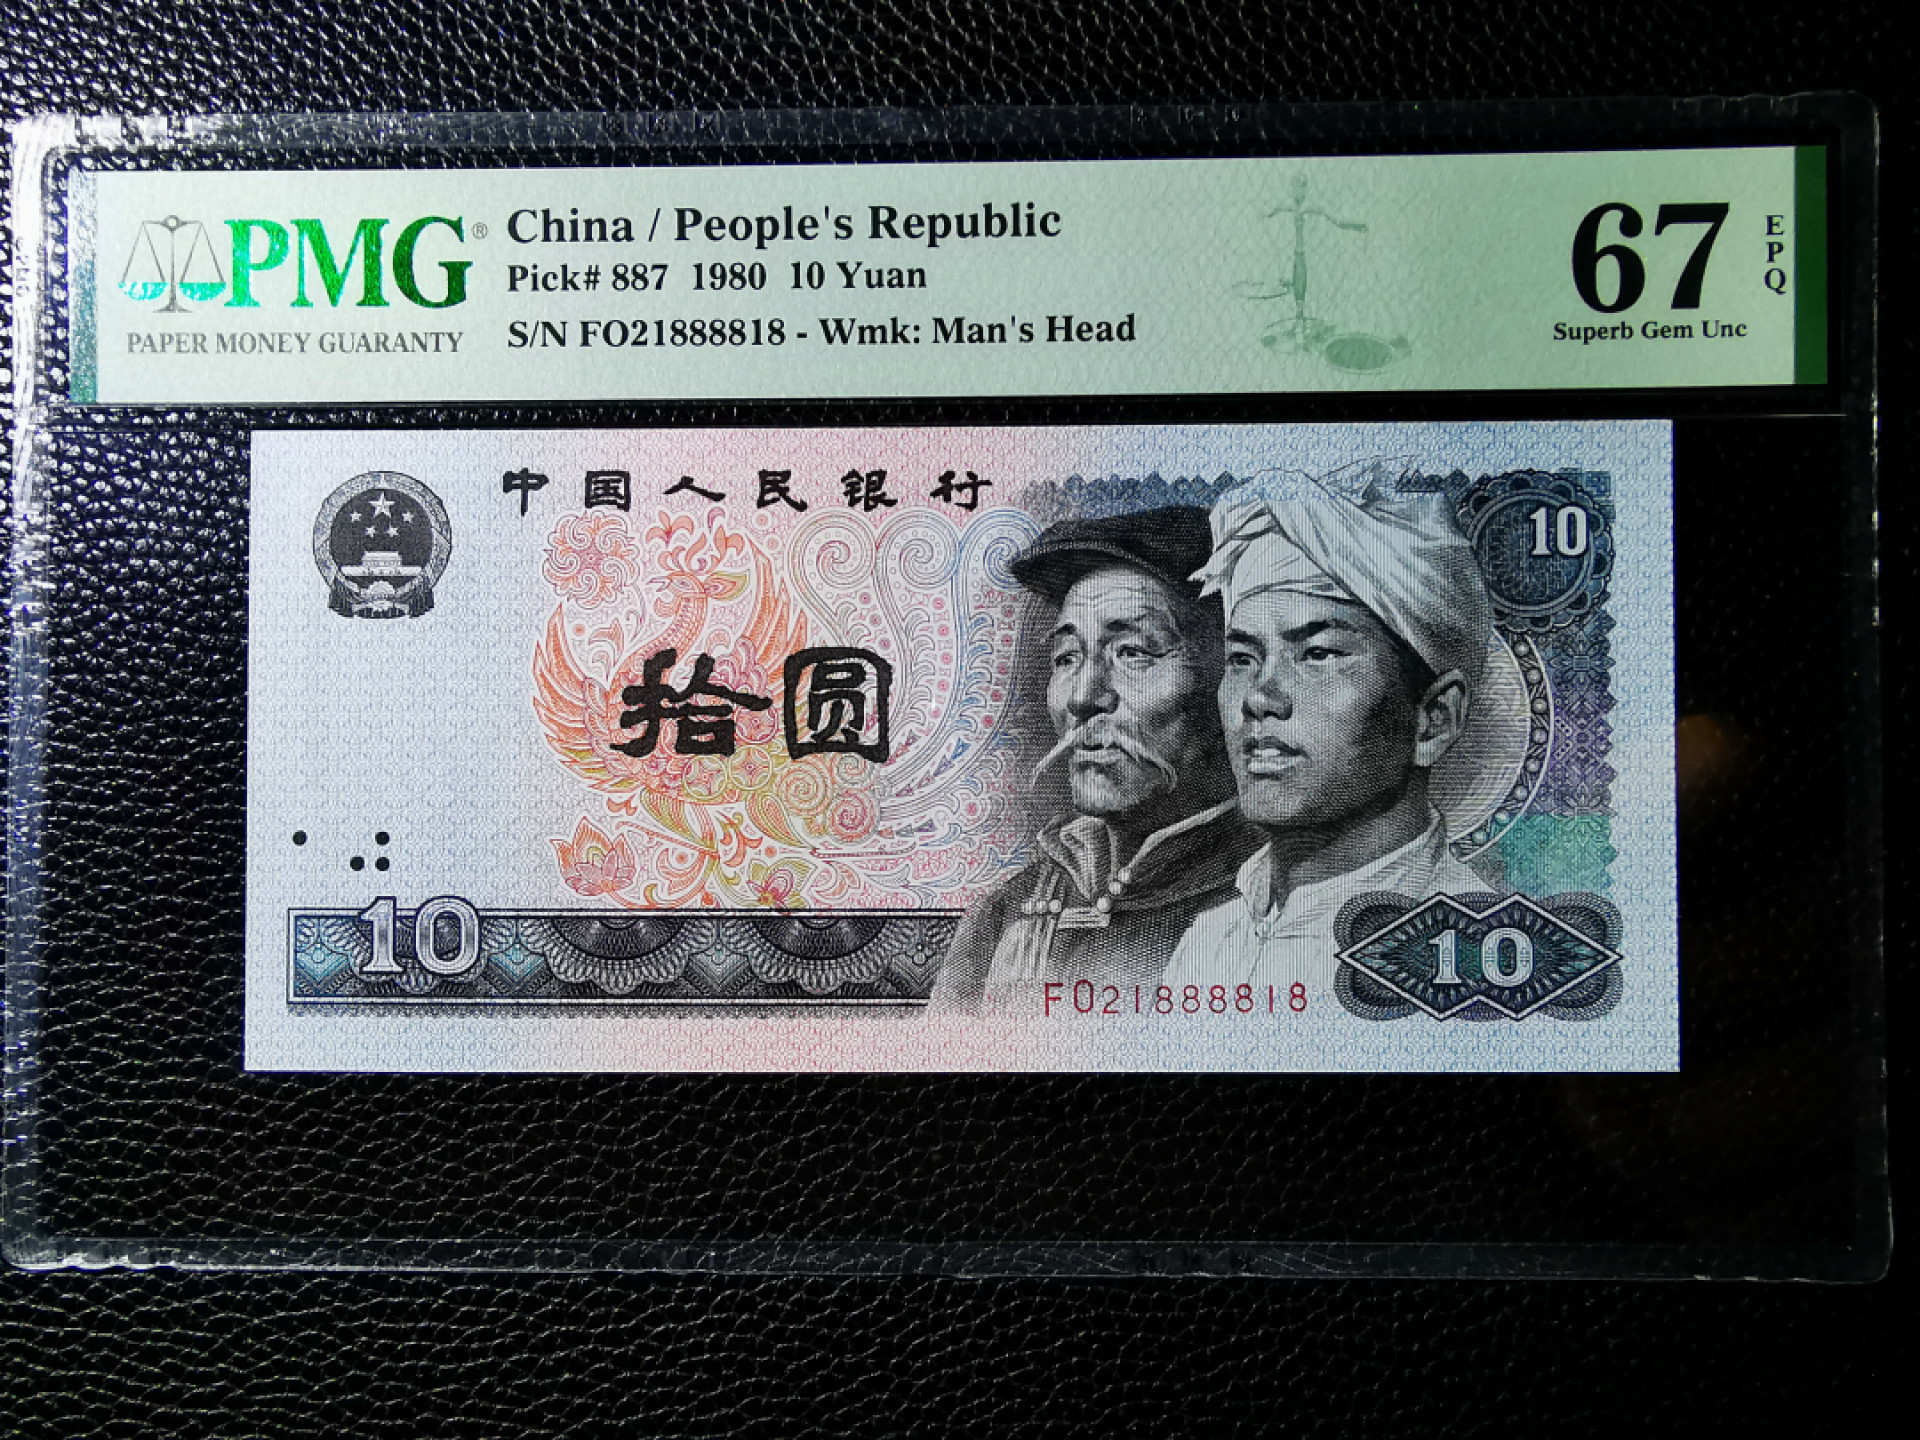 PMG®
PAPER MONEY GUARANTY
China / People's Republic
Pick# 887 1980 10 Yuan
S/N FO21888818 - Wmk: Man's Head
67
EPQ
Superb Gem Unc
中国人民银行
10
拾圆
10
FO21888818
10